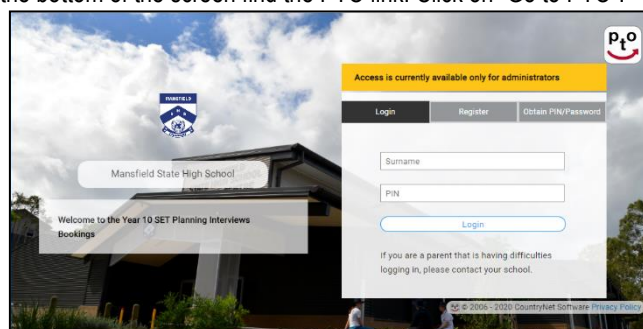 the bottom of the screen find the PTO link. Click on "Go to PTO".
pto
Access is currently available only for administrators
Login
Register
Obtain PIN/Password
MANSFIELD
Mansfield State High School
Welcome to the Year 10 SET Planning Interviews
Bookings
Surname
PIN
Login
If you are a parent that is having difficulties
logging in, please contact your school.
© 2006 - 2020 CountryNet Software Privacy Policy